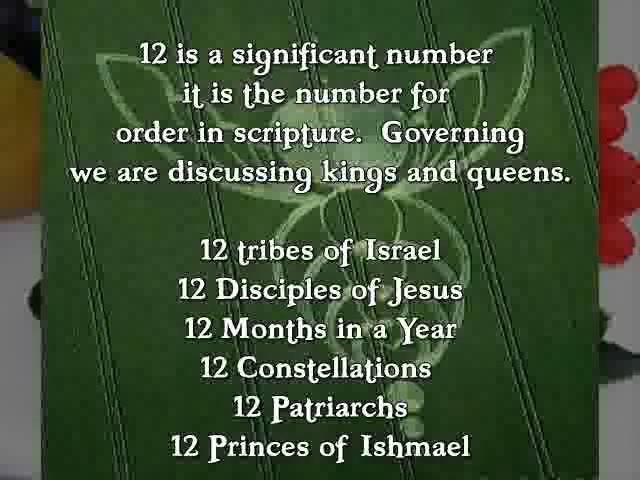 12 is a significant number
it is the number for
order in scripture. Governing
we are discussing kings and queens.
12 tribes of Israel
12 Disciples of Jesus
12 Months in a Year
12 Constellations
12 Patriarchs
12 Princes of Ishmael